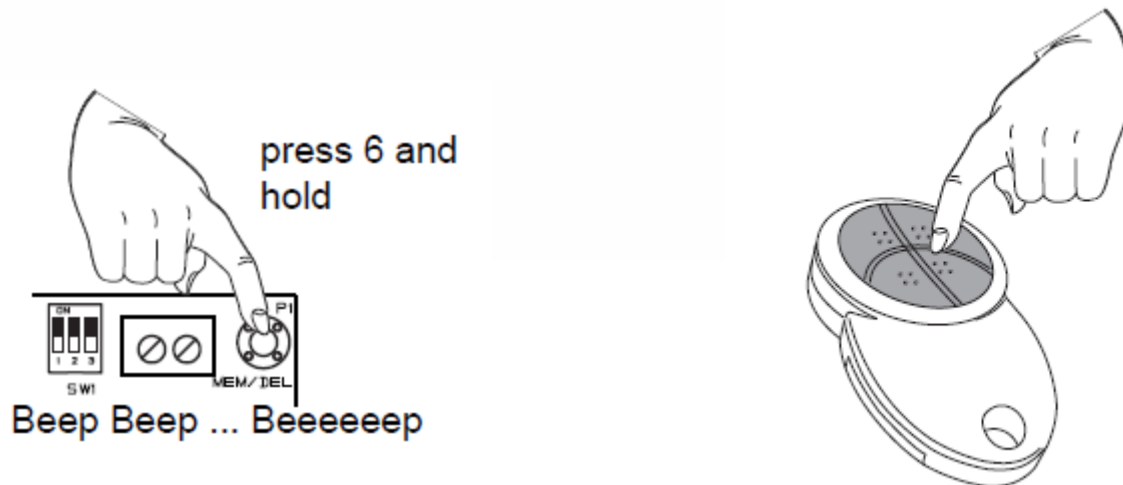 press 6 and
hold
P1
ON
1 2 3
SW1
MEM/DEL
Beep Beep ... Beeeeeep